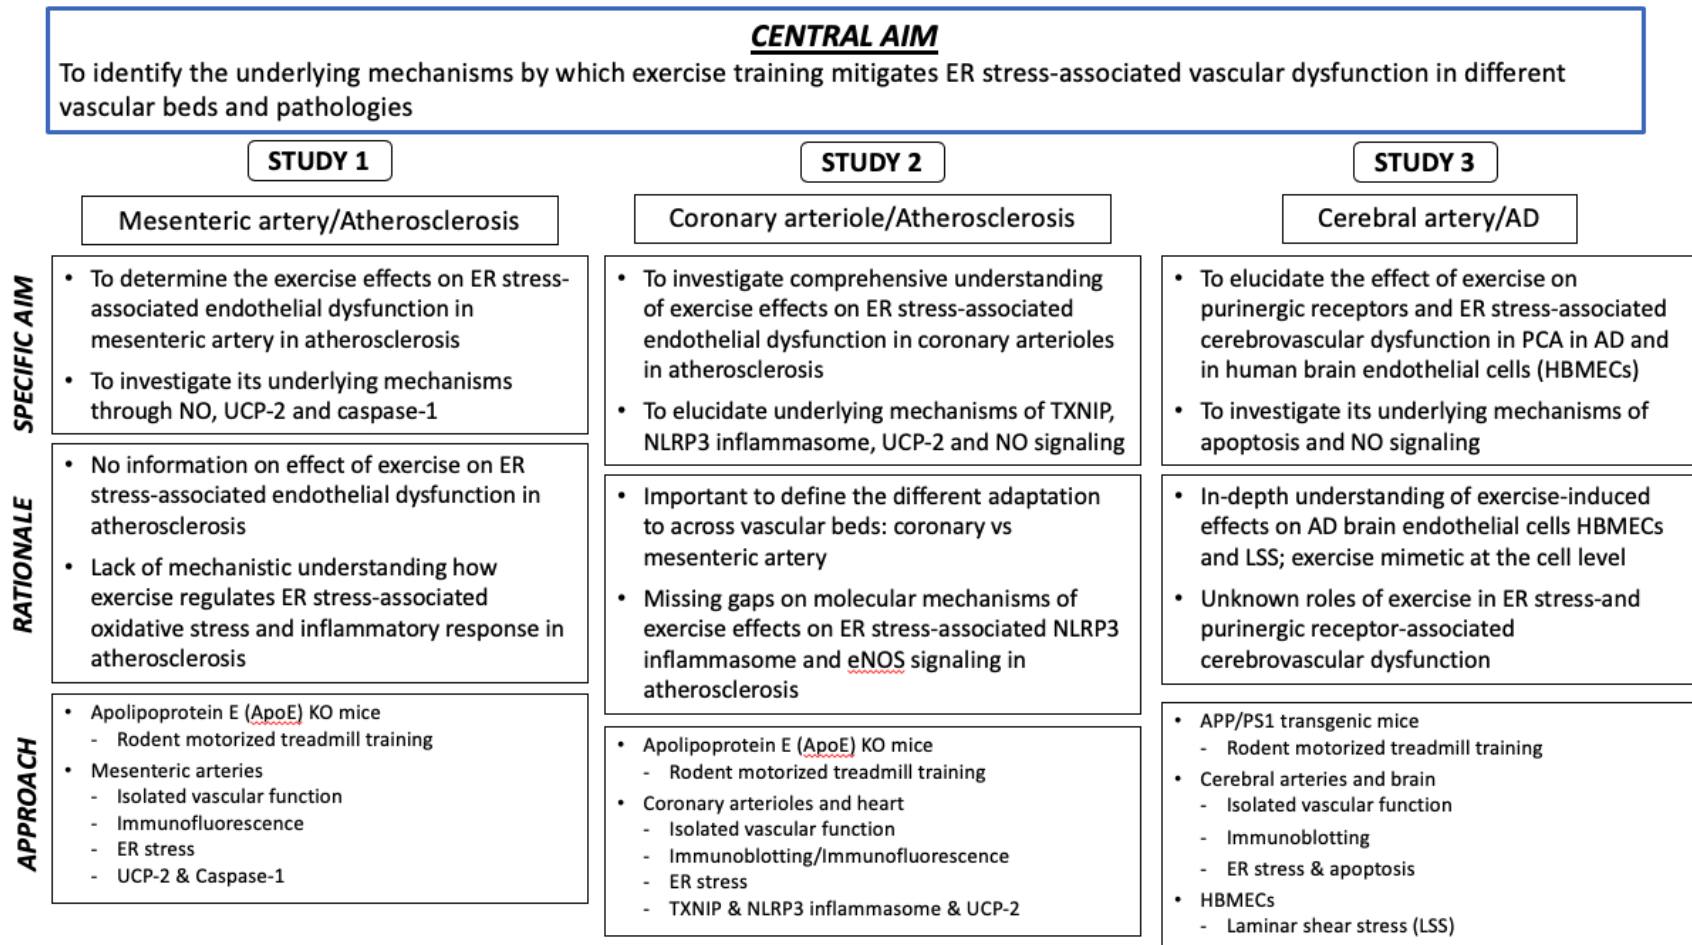 CENTRAL AIM
To identify the underlying mechanisms by which exercise training mitigates ER stress-associated vascular dysfunction in different
vascular beds and pathologies
STUDY 1
Mesenteric artery/Atherosclerosis
SPECIFIC AIM
• To determine the exercise effects on ER stress-
associated endothelial dysfunction in
mesenteric artery in atherosclerosis
• To investigate its underlying mechanisms
through NO, UCP-2 and caspase-1
RATIONALE
• No information on effect of exercise on ER
stress-associated endothelial dysfunction in
atherosclerosis
• Lack of mechanistic understanding how
exercise regulates ER stress-associated
oxidative stress and inflammatory response in
atherosclerosis
APPROACH
• Apolipoprotein E (ApoE) KO mice
- Rodent motorized treadmill training
• Mesenteric arteries
- Isolated vascular function
- Immunofluorescence
- ER stress
- UCP-2 & Caspase-1
STUDY 2
Coronary arteriole/Atherosclerosis
• To investigate comprehensive understanding
of exercise effects on ER stress-associated
endothelial dysfunction in coronary arterioles
in atherosclerosis
• To elucidate underlying mechanisms of TXNIP,
NLRP3 inflammasome, UCP-2 and NO signaling
• Important to define the different adaptation
to across vascular beds: coronary vs
mesenteric artery
• Missing gaps on molecular mechanisms of
exercise effects on ER stress-associated NLRP3
inflammasome and eNOS signaling in
atherosclerosis
• Apolipoprotein E (ApoE) KO mice
- Rodent motorized treadmill training
• Coronary arterioles and heart
- Isolated vascular function
- Immunoblotting/Immunofluorescence
- ER stress
- TXNIP & NLRP3 inflammasome & UCP-2
STUDY 3
Cerebral artery/AD
• To elucidate the effect of exercise on
purinergic receptors and ER stress-associated
cerebrovascular dysfunction in PCA in AD and
in human brain endothelial cells (HBMECs)
• To investigate its underlying mechanisms of
apoptosis and NO signaling
• In-depth understanding of exercise-induced
effects on AD brain endothelial cells HBMECs
and LSS; exercise mimetic at the cell level
• Unknown roles of exercise in ER stress-and
purinergic receptor-associated
cerebrovascular dysfunction
• APP/PS1 transgenic mice
- Rodent motorized treadmill training
• Cerebral arteries and brain
- Isolated vascular function
- Immunoblotting
- ER stress & apoptosis
• HBMECs
- Laminar shear stress (LSS)